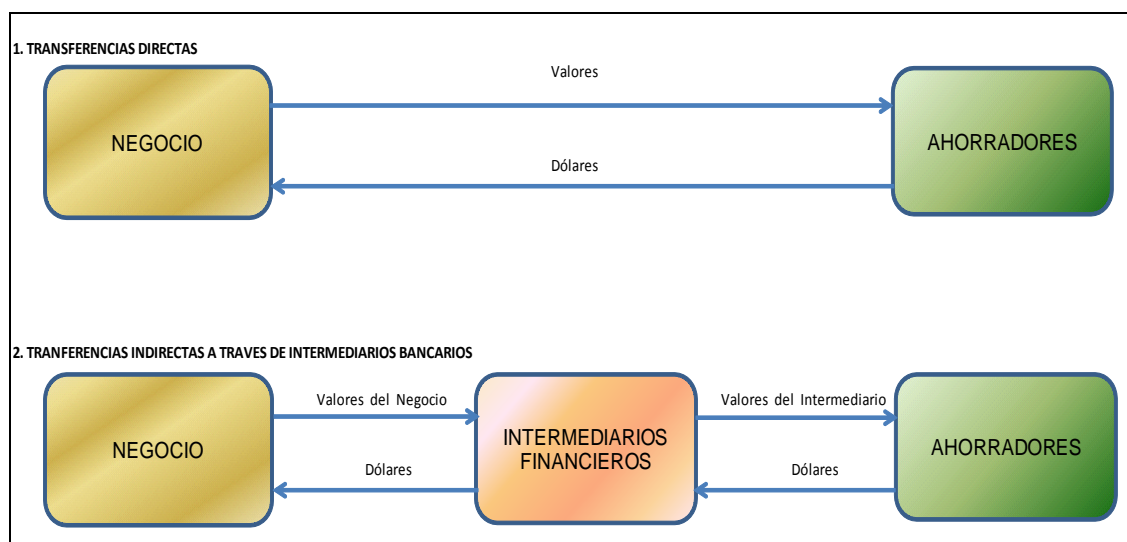 1. TRANSFERENCIAS DIRECTAS
Valores
NEGOCIO
AHORRADORES
Dólares
2. TRANFERENCIAS INDIRECTAS A TRAVES DE INTERMEDIARIOS BANCARIOS
Valores del Negocio
Valores del Intermediario
NEGOCIO
INTERMEDIARIOS
FINANCIEROS
AHORRADORES
Dólares
Dólares